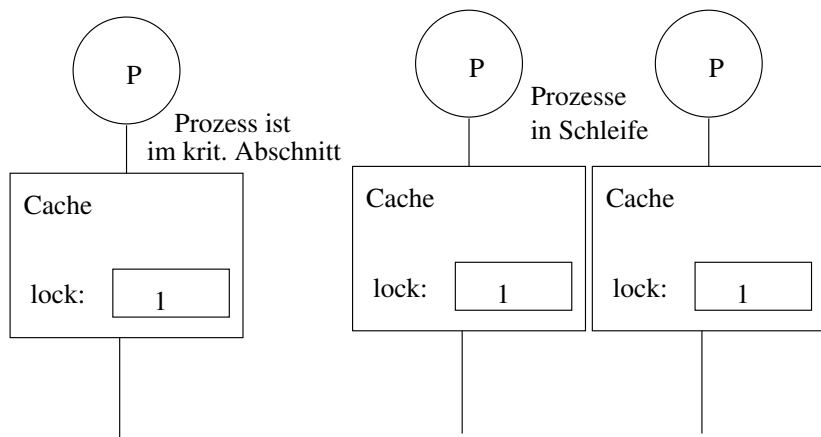 P
P
P
Prozess ist
im krit. Abschnitt
Prozesse
in Schleife
Cache
lock:
1
Cache
lock:
1
Cache
lock:
1